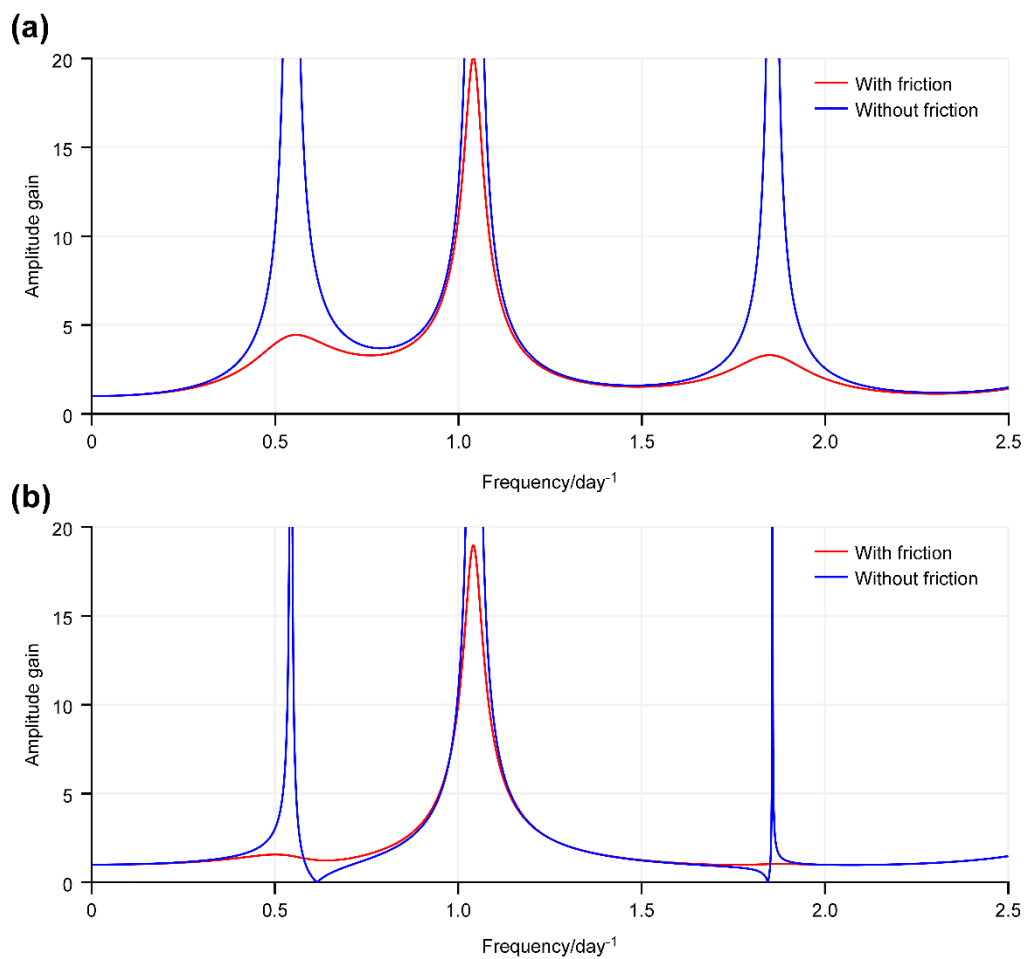 (a)
20
15
10
5
0
Amplitude gain
With friction
Without friction
0 0.5 1.0 1.5 2.0 2.5
Frequency/day-1
(b)
20
15
10
5
0
Amplitude gain
With friction
Without friction
0 0.5 1.0 1.5 2.0 2.5
Frequency/day-1